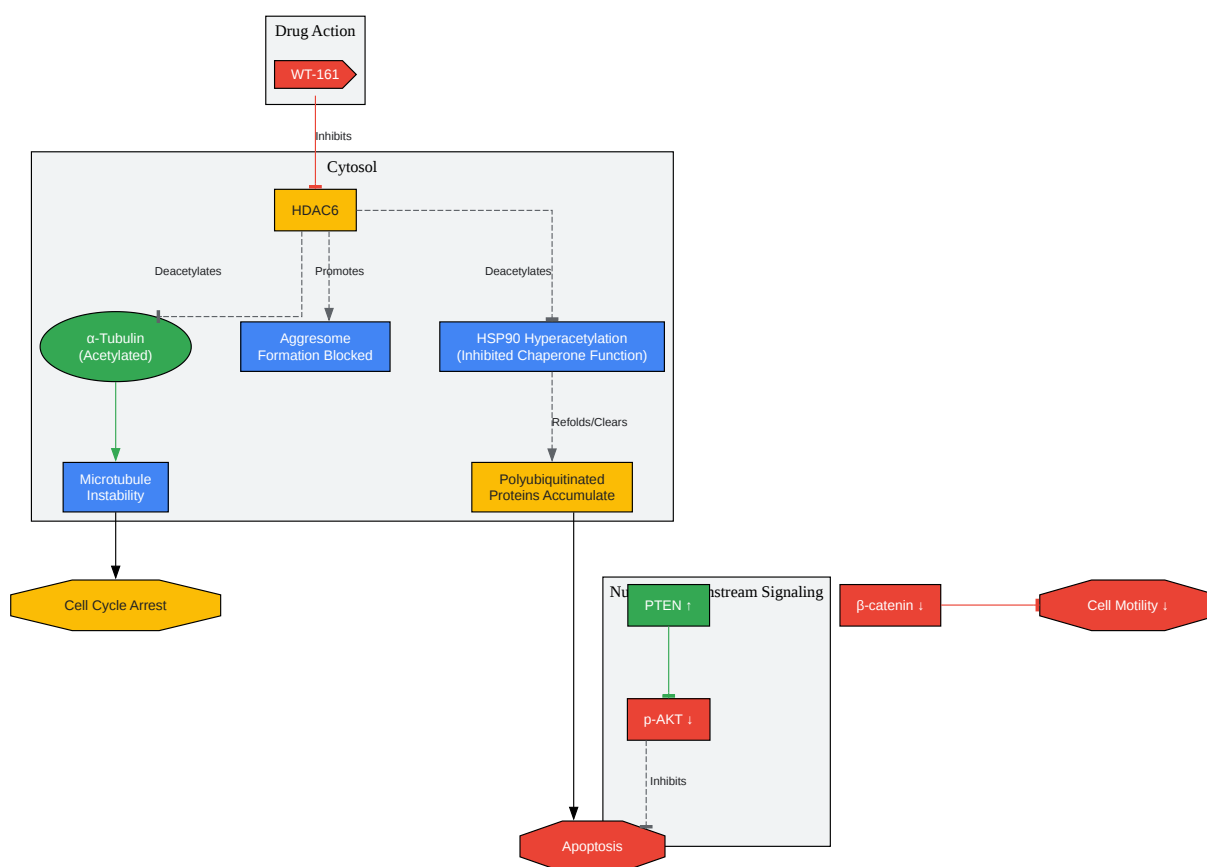 Drug Action
WT-161
Inhibits
Cytosol
HDAC6
Deacetylates
Promotes
Deacetylates
α-Tubulin
(Acetylated)
Aggresome
Formation Blocked
HSP90 Hyperacetylation
(Inhibited Chaperone Function)
Refolds/Clears
Microtubule
Instability
Polyubiquitinated
Proteins Accumulate
Cell Cycle Arrest
Signaling
PTEN ↑
β-catenin ↓
Cell Motility ↓
p-AKT ↓
Inhibits
Apoptosis